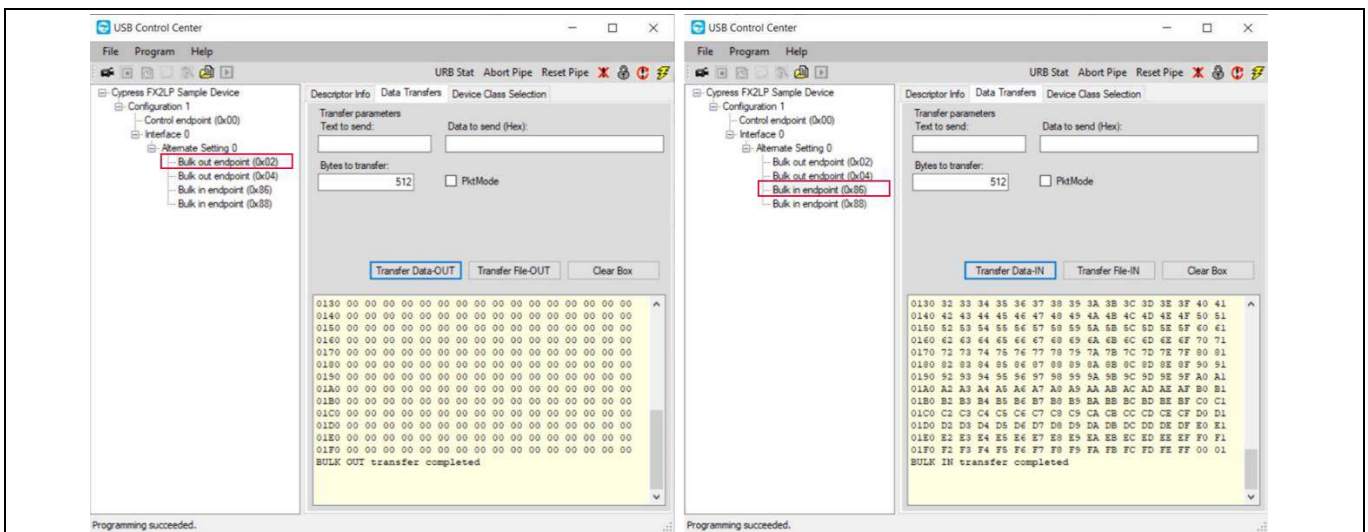 USB Control Center
File Program Help
URB Stat Abort Pipe Reset Pipe
Cypress FX2LP Sample Device
Configuration 1
Control endpoint (0x00)
Interface 0
Alternate Setting 0
Bulk out endpoint (0x02)
Bulk out endpoint (0x04)
Bulk in endpoint (0x86)
Bulk in endpoint (0x88)
Descriptor Info Data Transfers Device Class Selection
Transfer parameters
Text to send: Data to send (Hex):
Bytes to transfer:
512 PktMode
Transfer Data-OUT Transfer File-OUT Clear Box
0130 00 00 00 00 00 00 00 00 00 00 00 00 00 00 00 00
0140 00 00 00 00 00 00 00 00 00 00 00 00 00 00 00 00
0150 00 00 00 00 00 00 00 00 00 00 00 00 00 00 00 00
0160 00 00 00 00 00 00 00 00 00 00 00 00 00 00 00 00
0170 00 00 00 00 00 00 00 00 00 00 00 00 00 00 00 00
0180 00 00 00 00 00 00 00 00 00 00 00 00 00 00 00 00
0190 00 00 00 00 00 00 00 00 00 00 00 00 00 00 00 00
01A0 00 00 00 00 00 00 00 00 00 00 00 00 00 00 00 00
01B0 00 00 00 00 00 00 00 00 00 00 00 00 00 00 00 00
01C0 00 00 00 00 00 00 00 00 00 00 00 00 00 00 00 00
01D0 00 00 00 00 00 00 00 00 00 00 00 00 00 00 00 00
01E0 00 00 00 00 00 00 00 00 00 00 00 00 00 00 00 00
01F0 00 00 00 00 00 00 00 00 00 00 00 00 00 00 00 00
BULK OUT transfer completed
Programming succeeded.
USB Control Center
File Program Help
URB Stat Abort Pipe Reset Pipe
Cypress FX2LP Sample Device
Configuration 1
Control endpoint (0x00)
Interface 0
Alternate Setting 0
Bulk out endpoint (0x02)
Bulk out endpoint (0x04)
Bulk in endpoint (0x86)
Bulk in endpoint (0x88)
Descriptor Info Data Transfers Device Class Selection
Transfer parameters
Text to send: Data to send (Hex):
Bytes to transfer:
512 PktMode
Transfer Data-IN Transfer File-IN Clear Box
0130 32 33 34 35 36 37 38 39 3A 3B 3C 3D 3E 3F 40 41
0140 42 43 44 45 46 47 48 49 4A 4B 4C 4D 4E 4F 50 51
0150 52 53 54 55 56 57 58 59 5A 5B 5C 5D 5E 5F 60 61
0160 62 63 64 65 66 67 68 69 6A 6B 6C 6D 6E 6F 70 71
0170 72 73 74 75 76 77 78 79 7A 7B 7C 7D 7E 7F 80 81
0180 82 83 84 85 86 87 88 89 8A 8B 8C 8D 8E 8F 90 91
0190 92 93 94 95 96 97 98 99 9A 9B 9C 9D 9E 9F A0 A1
01A0 A2 A3 A4 A5 A6 A7 A8 A9 AA AB AC AD AE AF B0 B1
01B0 B2 B3 B4 B5 B6 B7 B8 B9 BA BB BC BD BE BF C0 C1
01C0 C2 C3 C4 C5 C6 C7 C8 C9 CA CB CC CD CE CF D0 D1
01D0 D2 D3 D4 D5 D6 D7 D8 D9 DA DB DC DD DE DF E0 E1
01E0 E2 E3 E4 E5 E6 E7 E8 E9 EA EB EC ED EE EF F0 F1
01F0 F2 F3 F4 F5 F6 F7 F8 F9 FA FB FC FD FE FF 00 01
BULK IN transfer completed
Programming succeeded.